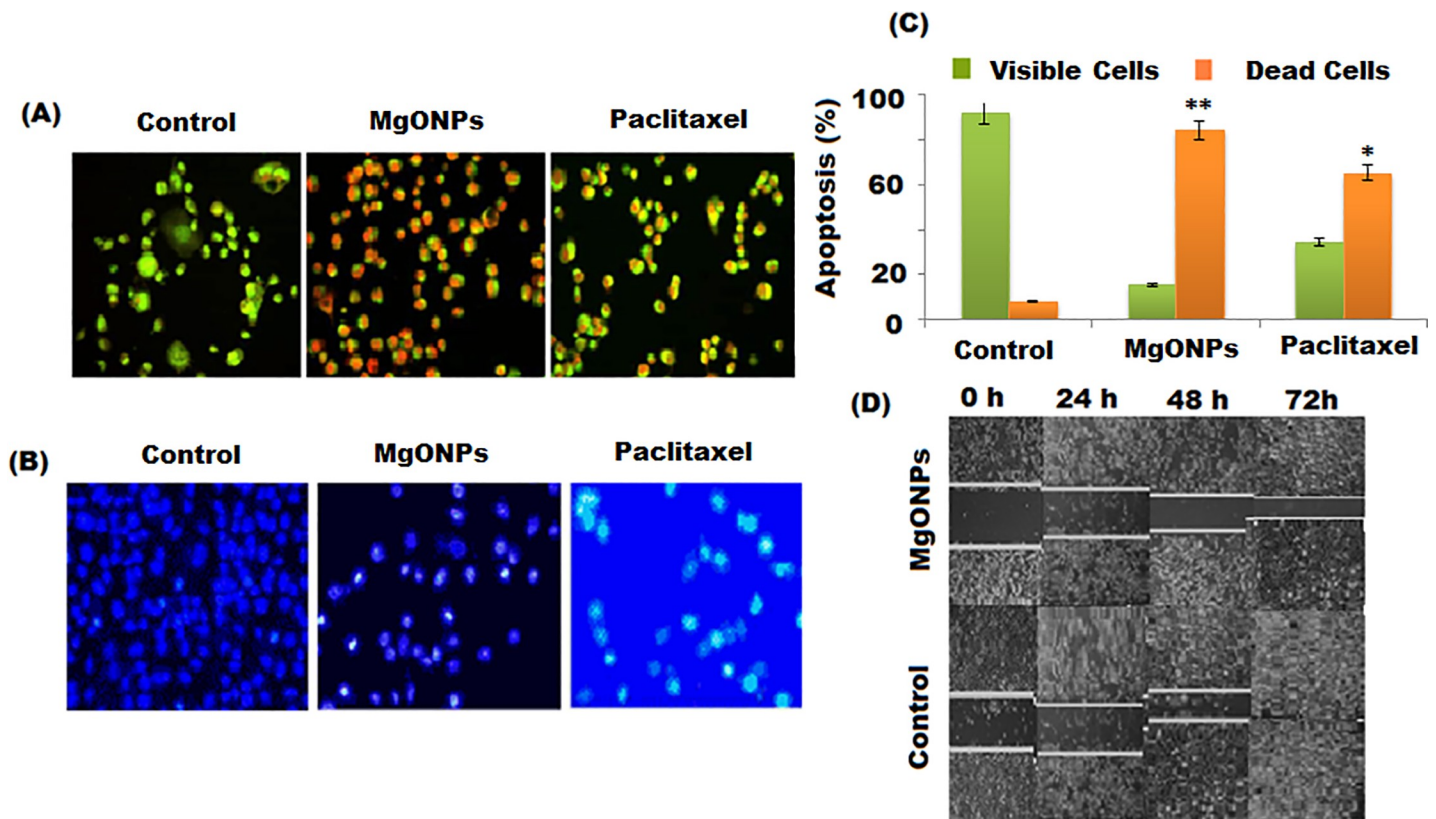 (A)
Control MgONPs Paclitaxel
(B)
Control MgONPs Paclitaxel
(C)
Visible Cells Dead Cells
Apoptosis (%)
100
60
20
0
**
*
Control MgONPs Paclitaxel
(D)
0 h 24 h 48 h 72h
MgONPs
Control